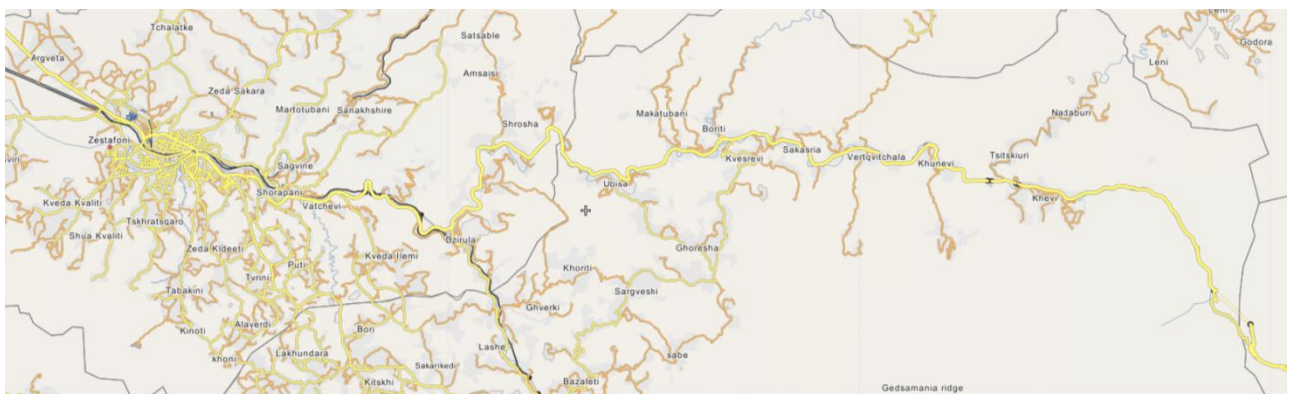 Tchalatke
Leni
Godora
Satsable
Argveta
Leni
Amsaisi
Zeda Sakara
Martotubani
Sanakhshire
Makatubani
Nadaburi
Shrosha
Boriti
Zestafoni
Sakasria
Kvesrevi
Vertqvitchala
Tsitskiuri
Khunevi
Sagvine
Ubisa
Shorapani
Kveda Kvaliti
Vatchevi
Khevi
Tskhratsqaro
Shua Kvaliti
Dzirula
Zeda Kldeeti
Ghoresha
Kveda Ilemi
Puti
Khoriti
Tvrini
Tabakini
Sargveshi
Ghverki
Alaverdi
Kinoti
Bori
Lashe
Lakhundara
sabe
khoni
Sakarikedi
Kitskhi
Bazaleti
Gedsamania ridge